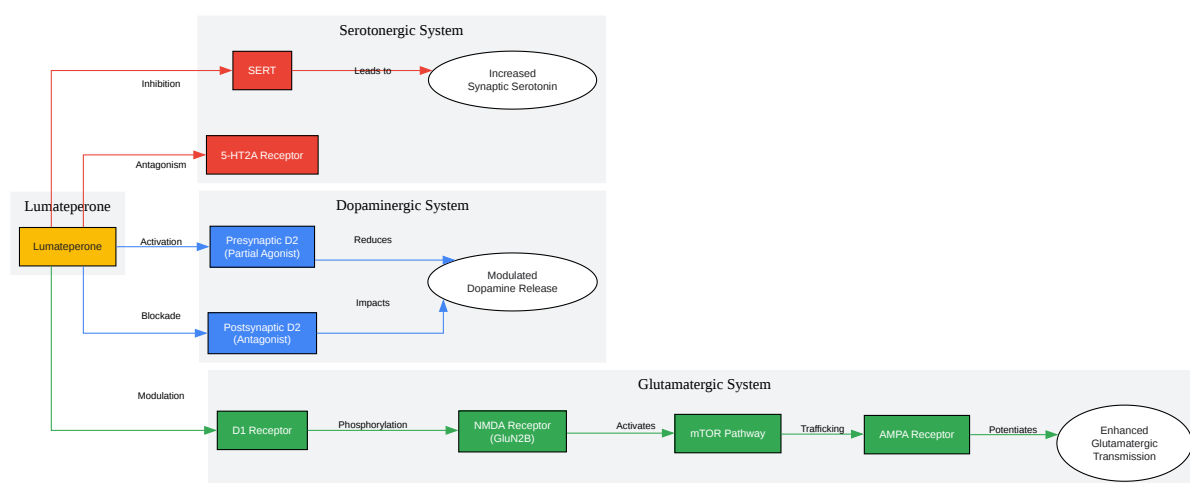 Serotonergic System
SERT
Leads to
Increased
Synaptic Serotonin
Inhibition
5-HT2A Receptor
Antagonism
Lumateperone
Lumateperone
Dopaminergic System
Activation
Presynaptic D2
(Partial Agonist)
Reduces
Modulated
Dopamine Release
Blockade
Postsynaptic D2
(Antagonist)
Impacts
Glutamatergic System
Modulation
D1 Receptor
Phosphorylation
NMDA Receptor
(GluN2B)
Activates
mTOR Pathway
Trafficking
AMPA Receptor
Potentiates
Enhanced
Glutamatergic
Transmission